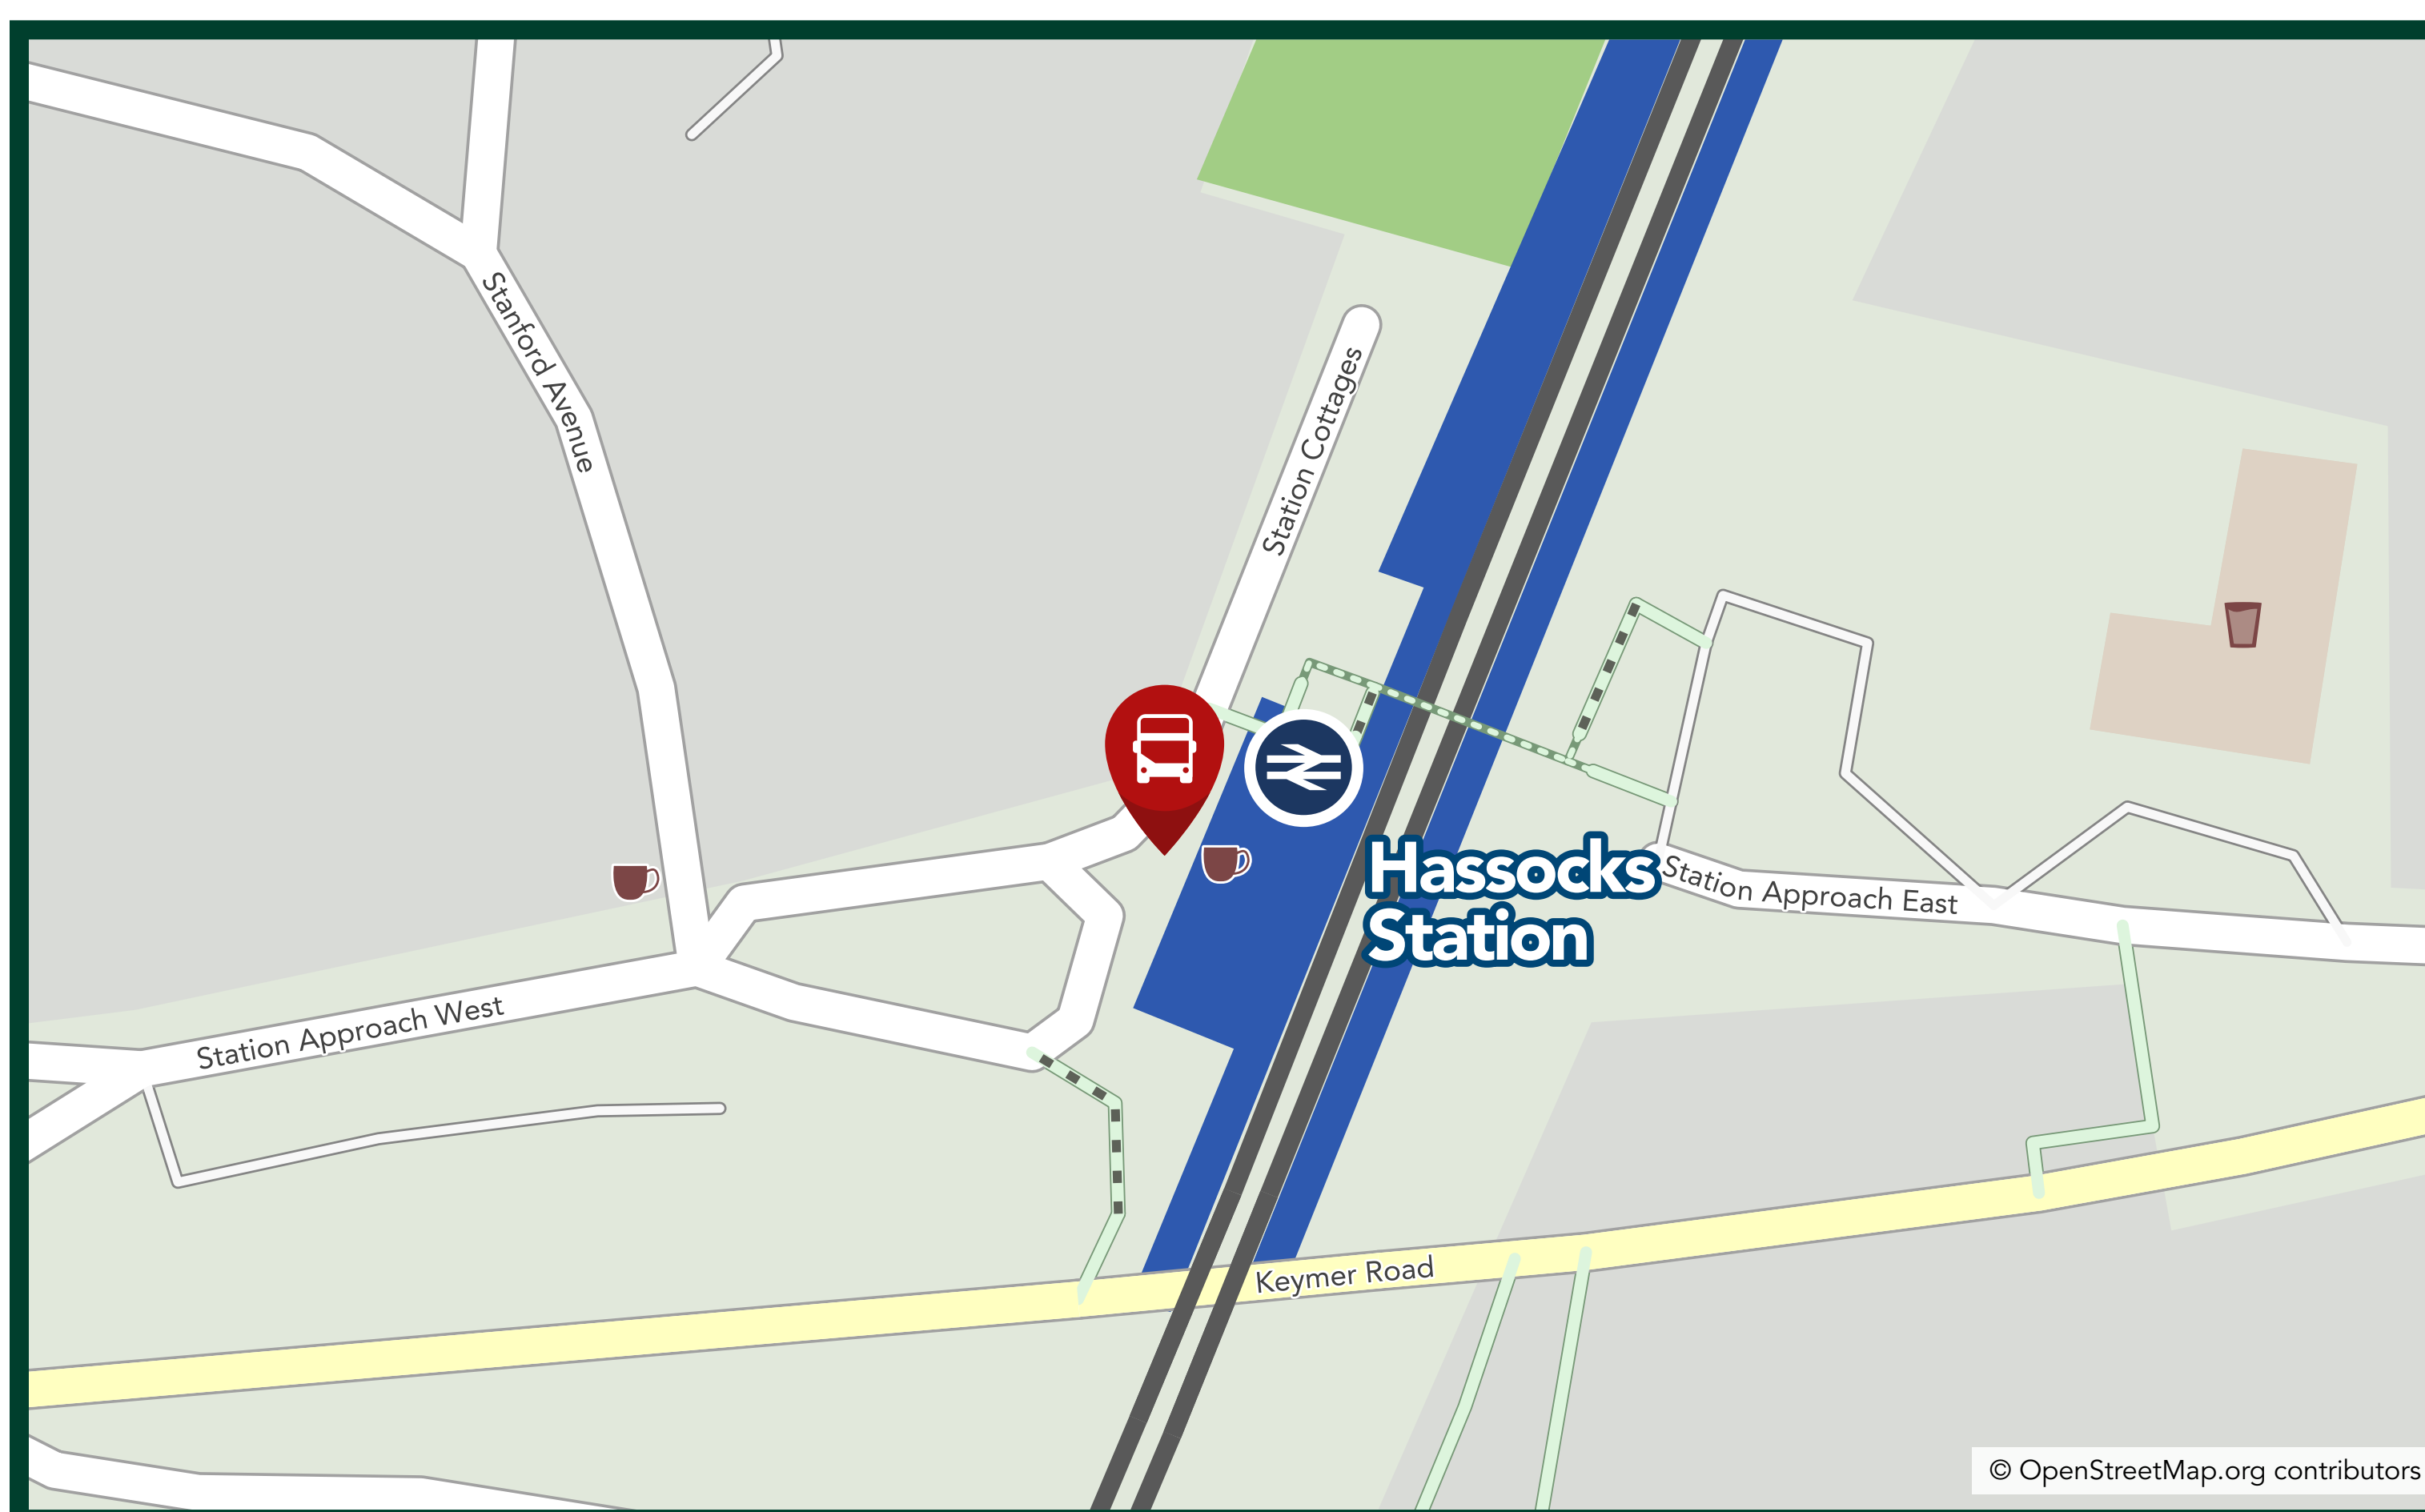 Stanford Avenue
Station Cottages
Hassocks
Station
Station Approach East
Station Approach West
Keymer Road
© OpenStreetMap.org contributors